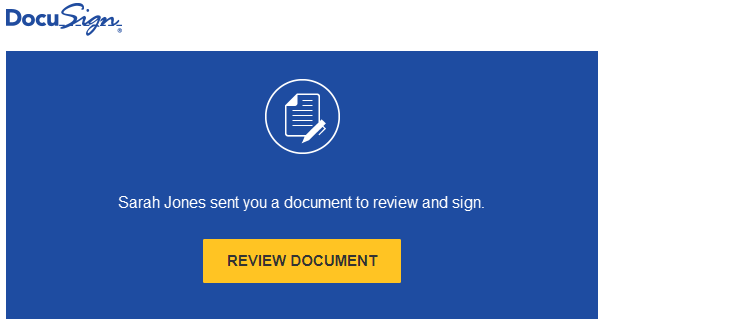 DocuSign®
Sarah Jones sent you a document to review and sign.
REVIEW DOCUMENT